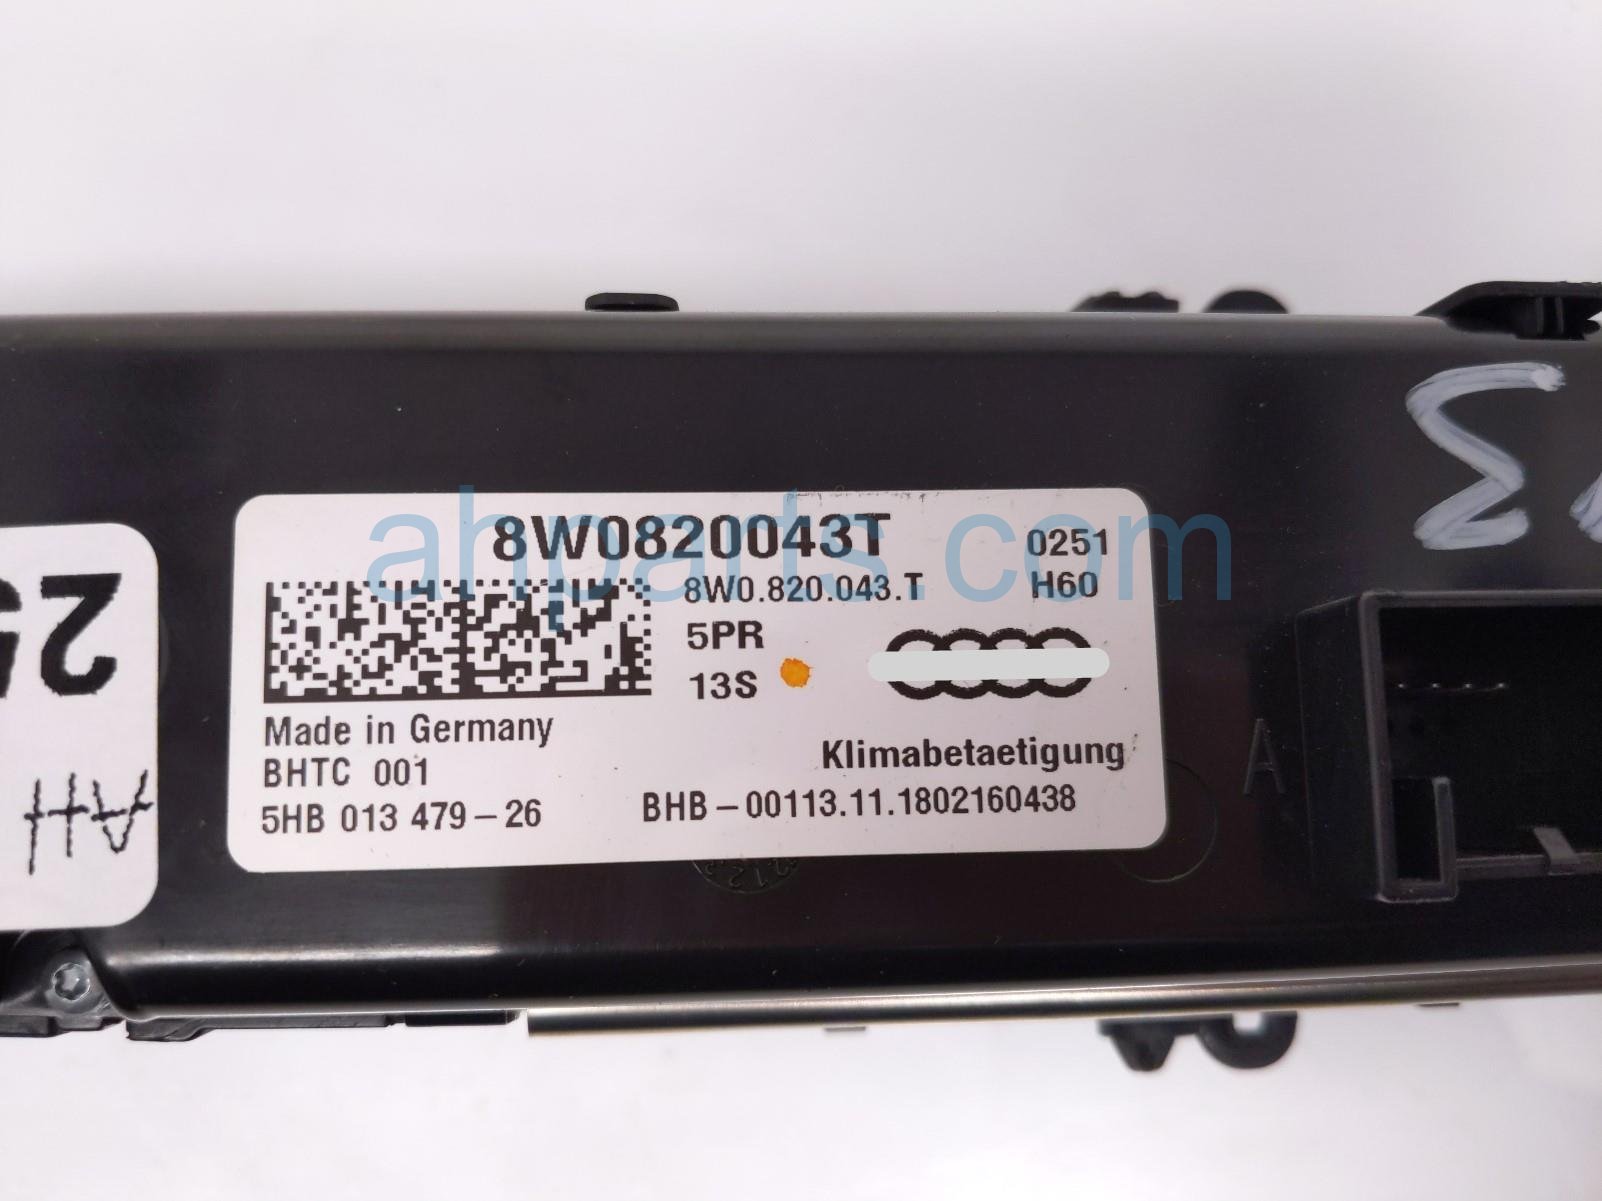 8W0820043T
8W0.820.043.T
0251
H60
5PR
13S
Made in Germany
BHTC 001
5HB 013 479-26
Klimabetaetigung
BHB-00113.11.1802160438
ahparts.com
A
AH